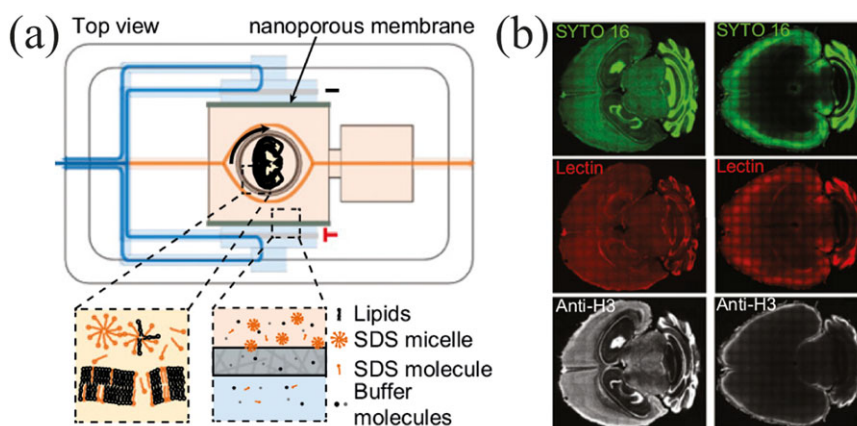 (a) Top view
nanoporous membrane
−
+
Lipids
SDS micelle
SDS molecule
Buffer
molecules
(b)
SYTO 16
SYTO 16
Lectin
Lectin
Anti-H3
Anti-H3